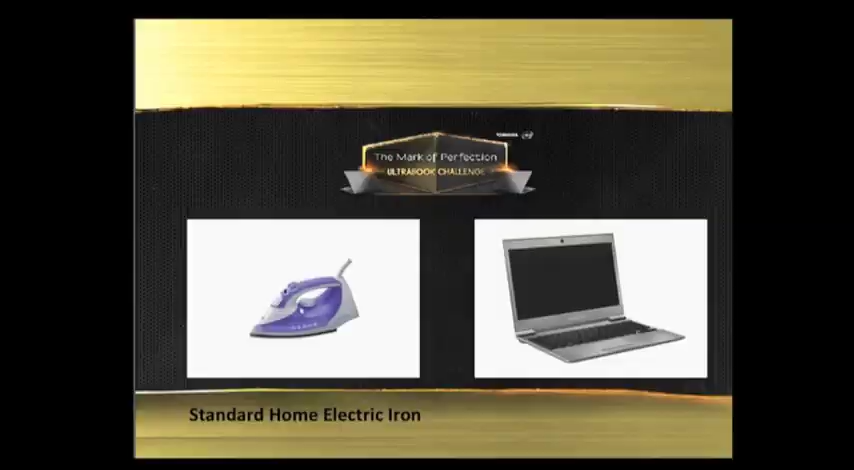 The Mark of Perfection
ULTRABOOK CHALLENGE
Standard Home Electric Iron